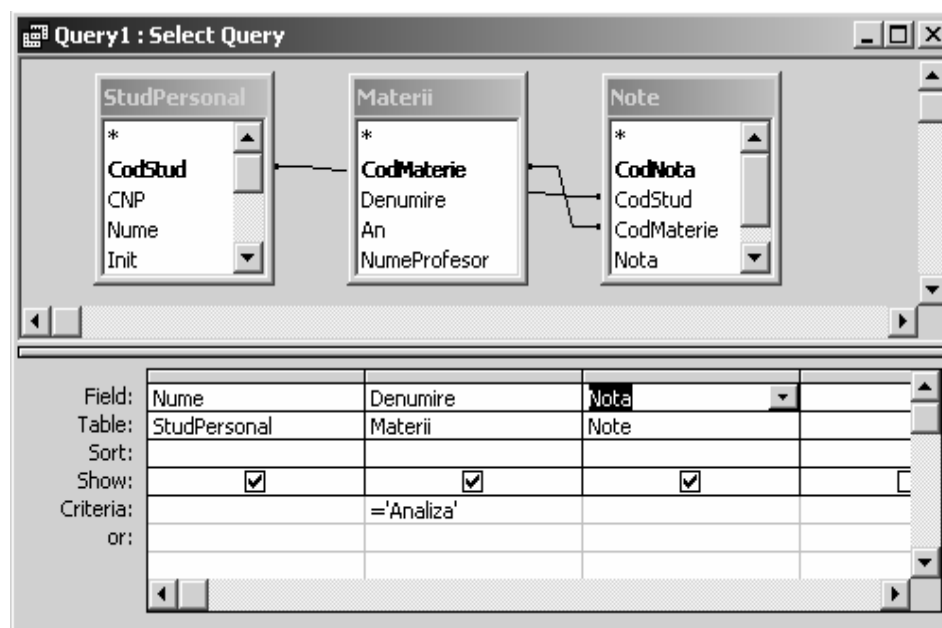 Query1 : Select Query
StudPersonal
*
CodStud
CNP
Nume
Init
Materii
*
CodMaterie
Denumire
An
NumeProfesor
Note
*
CodNota
CodStud
CodMaterie
Nota
Field: Nume Denumire Nota
Table: StudPersonal Materii Note
Sort:
Show:
Criteria: ='Analiza'
or: